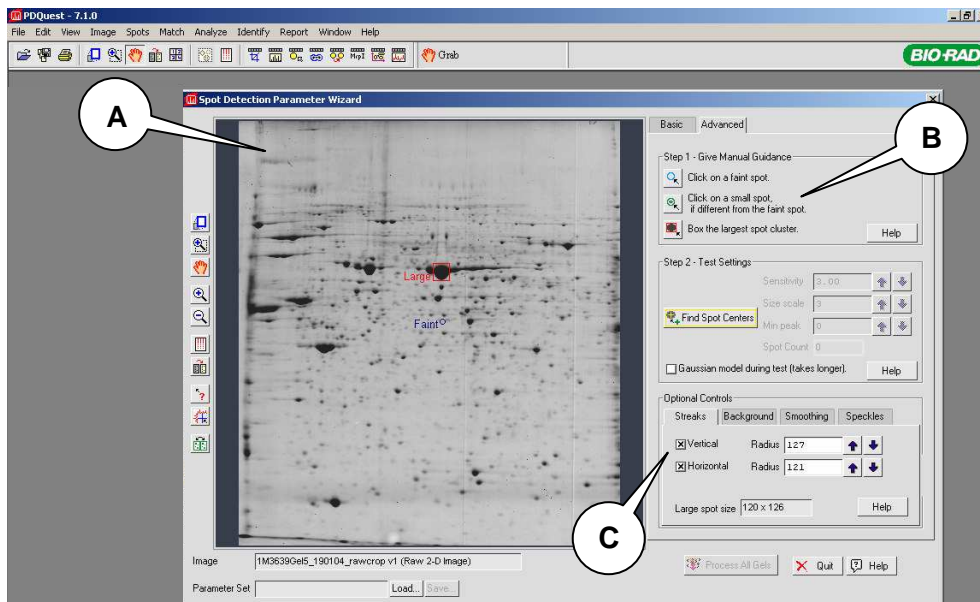 PDQuest - 7.1.0
File Edit View Image Spots Match Analyze Identify Report Window Help
Grab
BIO-RAD
Spot Detection Parameter Wizard
A
B
C
Basic Advanced
Step 1 - Give Manual Guidance
Click on a faint spot.
Click on a small spot,
if different from the faint spot.
Box the largest spot cluster.
Help
Large
Faint
Step 2 - Test Settings
Sensitivity 3.00
Size scale 3
Find Spot Centers
Min peak 0
Spot Count 0
Gaussian model during test (takes longer). Help
Optional Controls
Streaks Background Smoothing Speckles
Vertical Radius 127
Horizontal Radius 121
Large spot size 120 x 126 Help
Image 1M3639Gel5_190104_rawcrop v1 (Raw 2-D Image)
Process All Gels Quit Help
Parameter Set Load... Save...